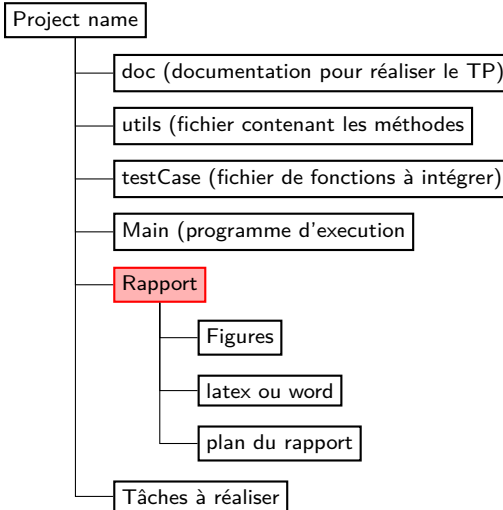 Project name
doc (documentation pour réaliser le TP)
utils (fichier contenant les méthodes
testCase (fichier de fonctions à intégrer)
Main (programme d'execution
Rapport
Figures
latex ou word
plan du rapport
Tâches à réaliser